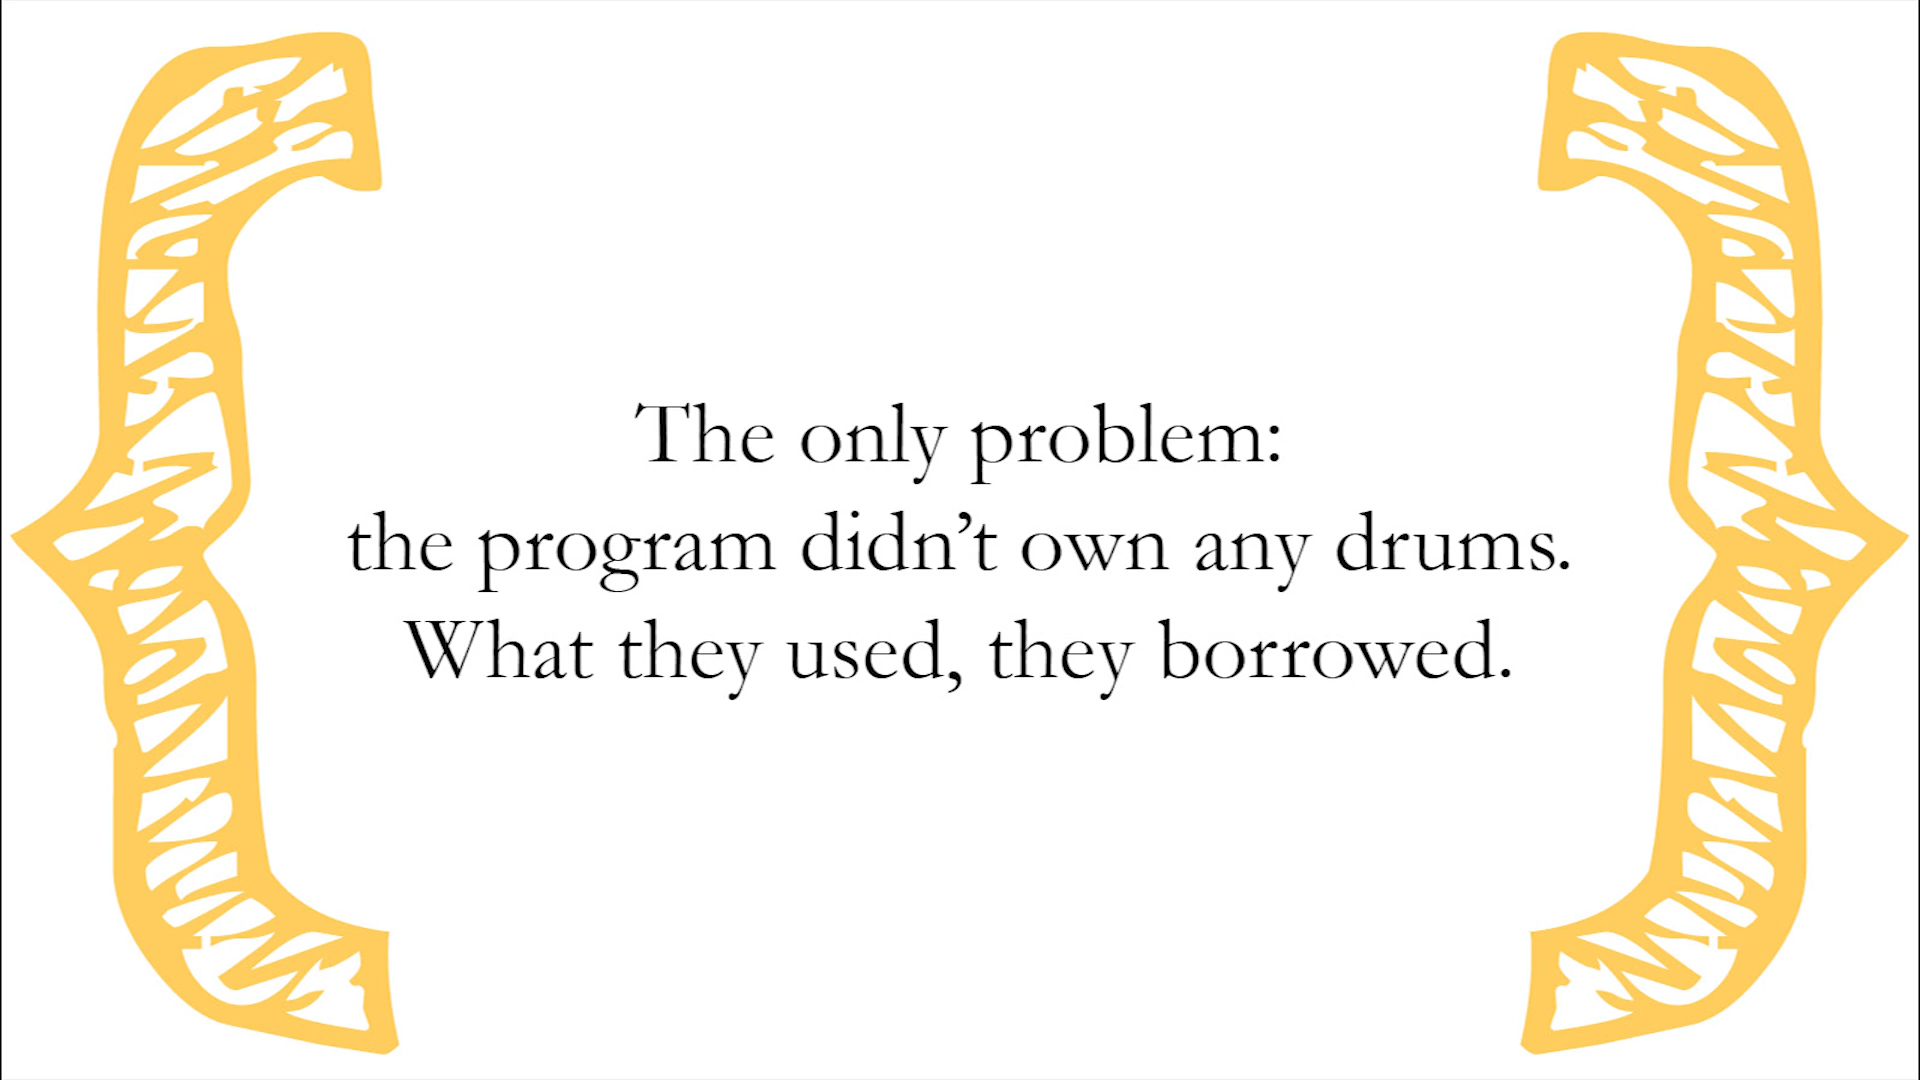 The only problem:
the program didn’t own any drums.
What they used, they borrowed.